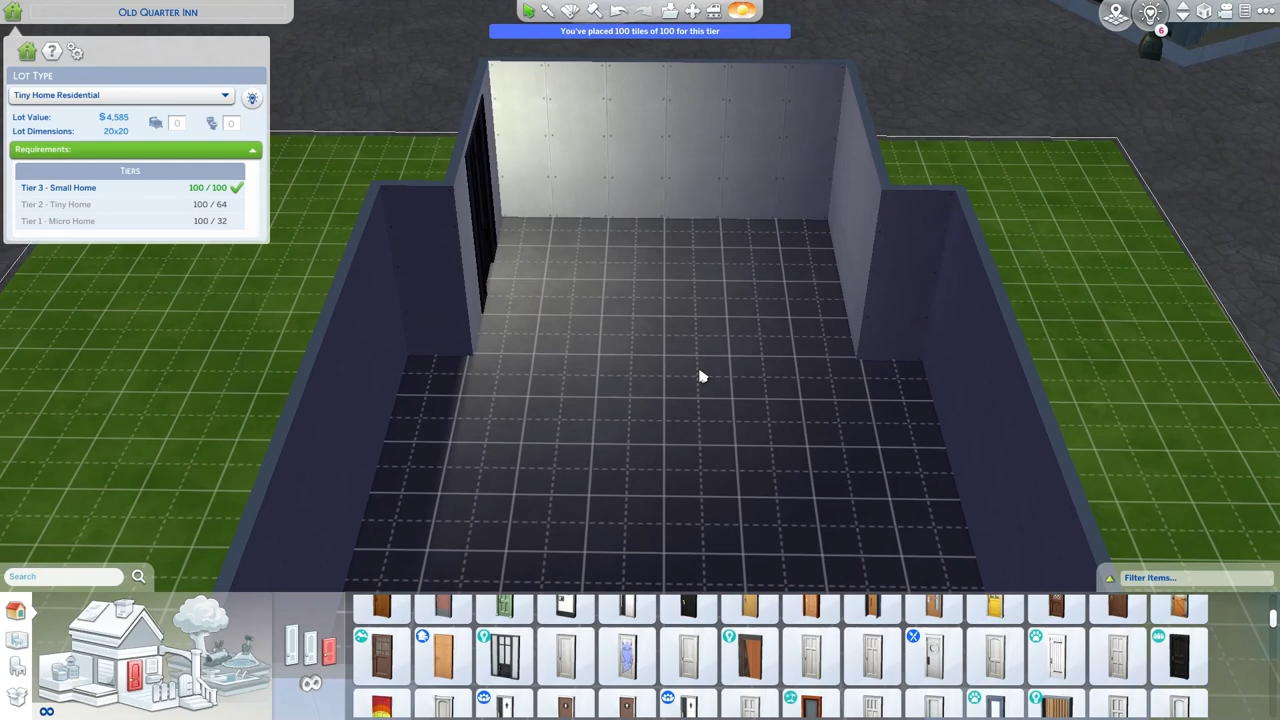 OLD QUARTER INN
You've placed 100 tiles of 100 for this tier
6
?
LOT TYPE
Tiny Home Residential
Lot Value: §4,585 0 0
Lot Dimensions: 20x20
Requirements:
TIERS
Tier 3 - Small Home 100 / 100
Tier 2 - Tiny Home 100 / 64
Tier 1 - Micro Home 100 / 32
Search
Filter Items...